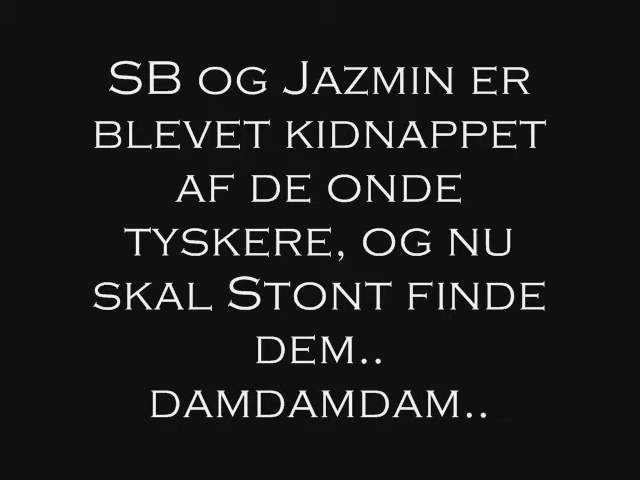 SB og Jazmin er
blevet kidnappet
af de onde
tyskere, og nu
skal Stont finde
dem..
damdamdam..